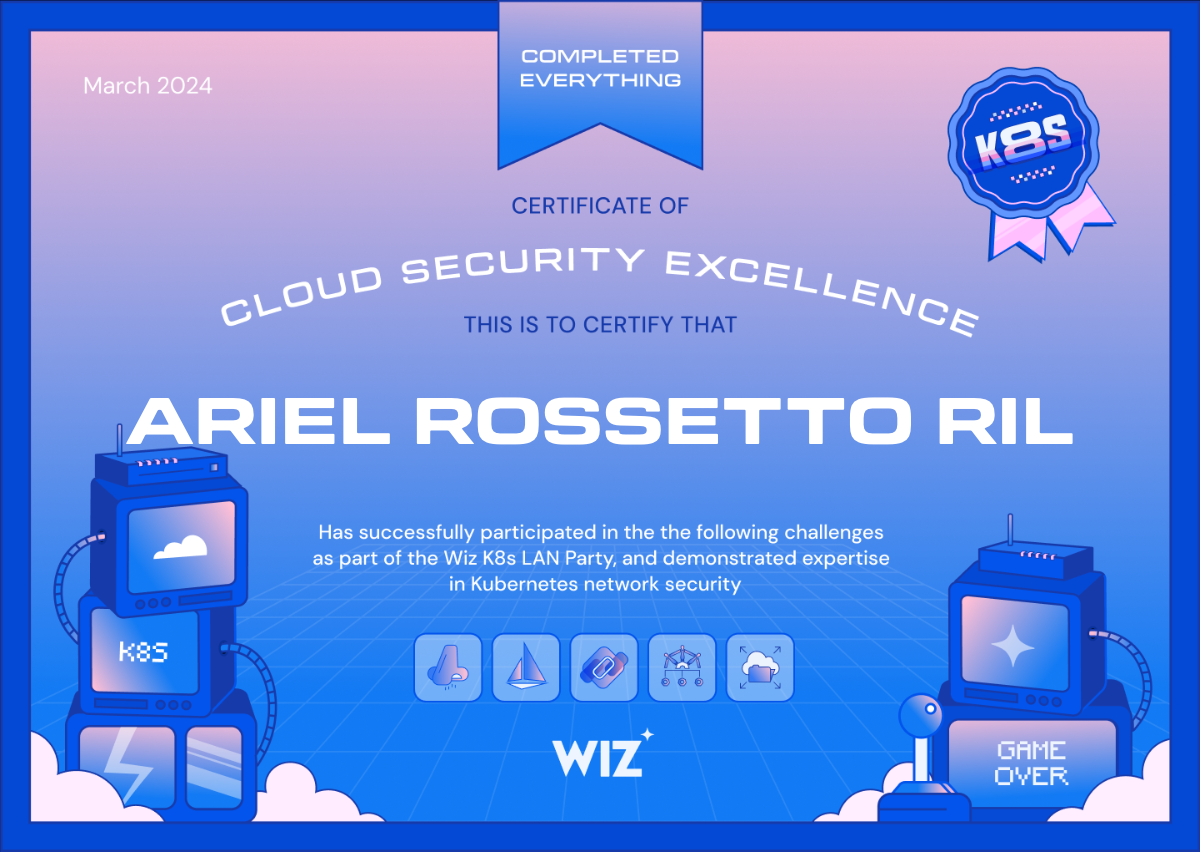 COMPLETED
EVERYTHING
March 2024
K8S
CERTIFICATE OF
CLOUD SECURITY EXCELLENCE
THIS IS TO CERTIFY THAT
ARIEL ROSSETTO RIL
Has successfully participated in the the following challenges
as part of the Wiz K8s LAN Party, and demonstrated expertise
in Kubernetes network security
K8S
WIZ
GAME
OVER